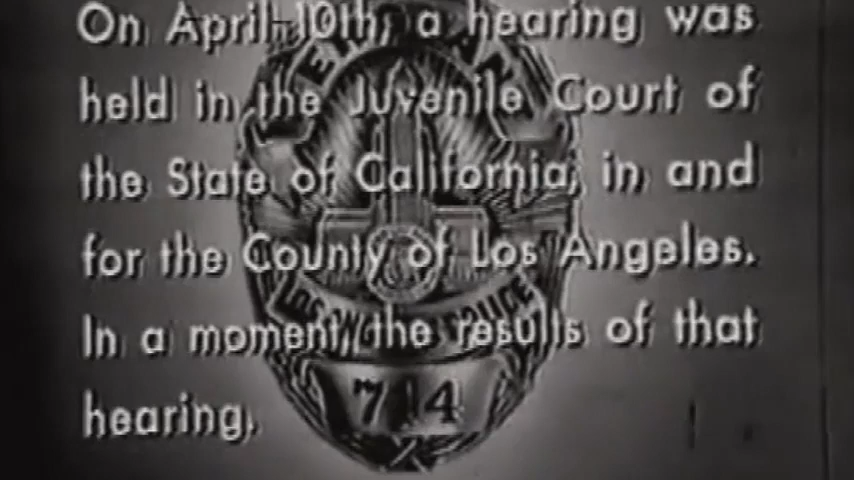 On April 10th, a hearing was
held in the Juvenile Court of
the State of California, in and
for the County of Los Angeles.
In a moment, the results of that
hearing.
714